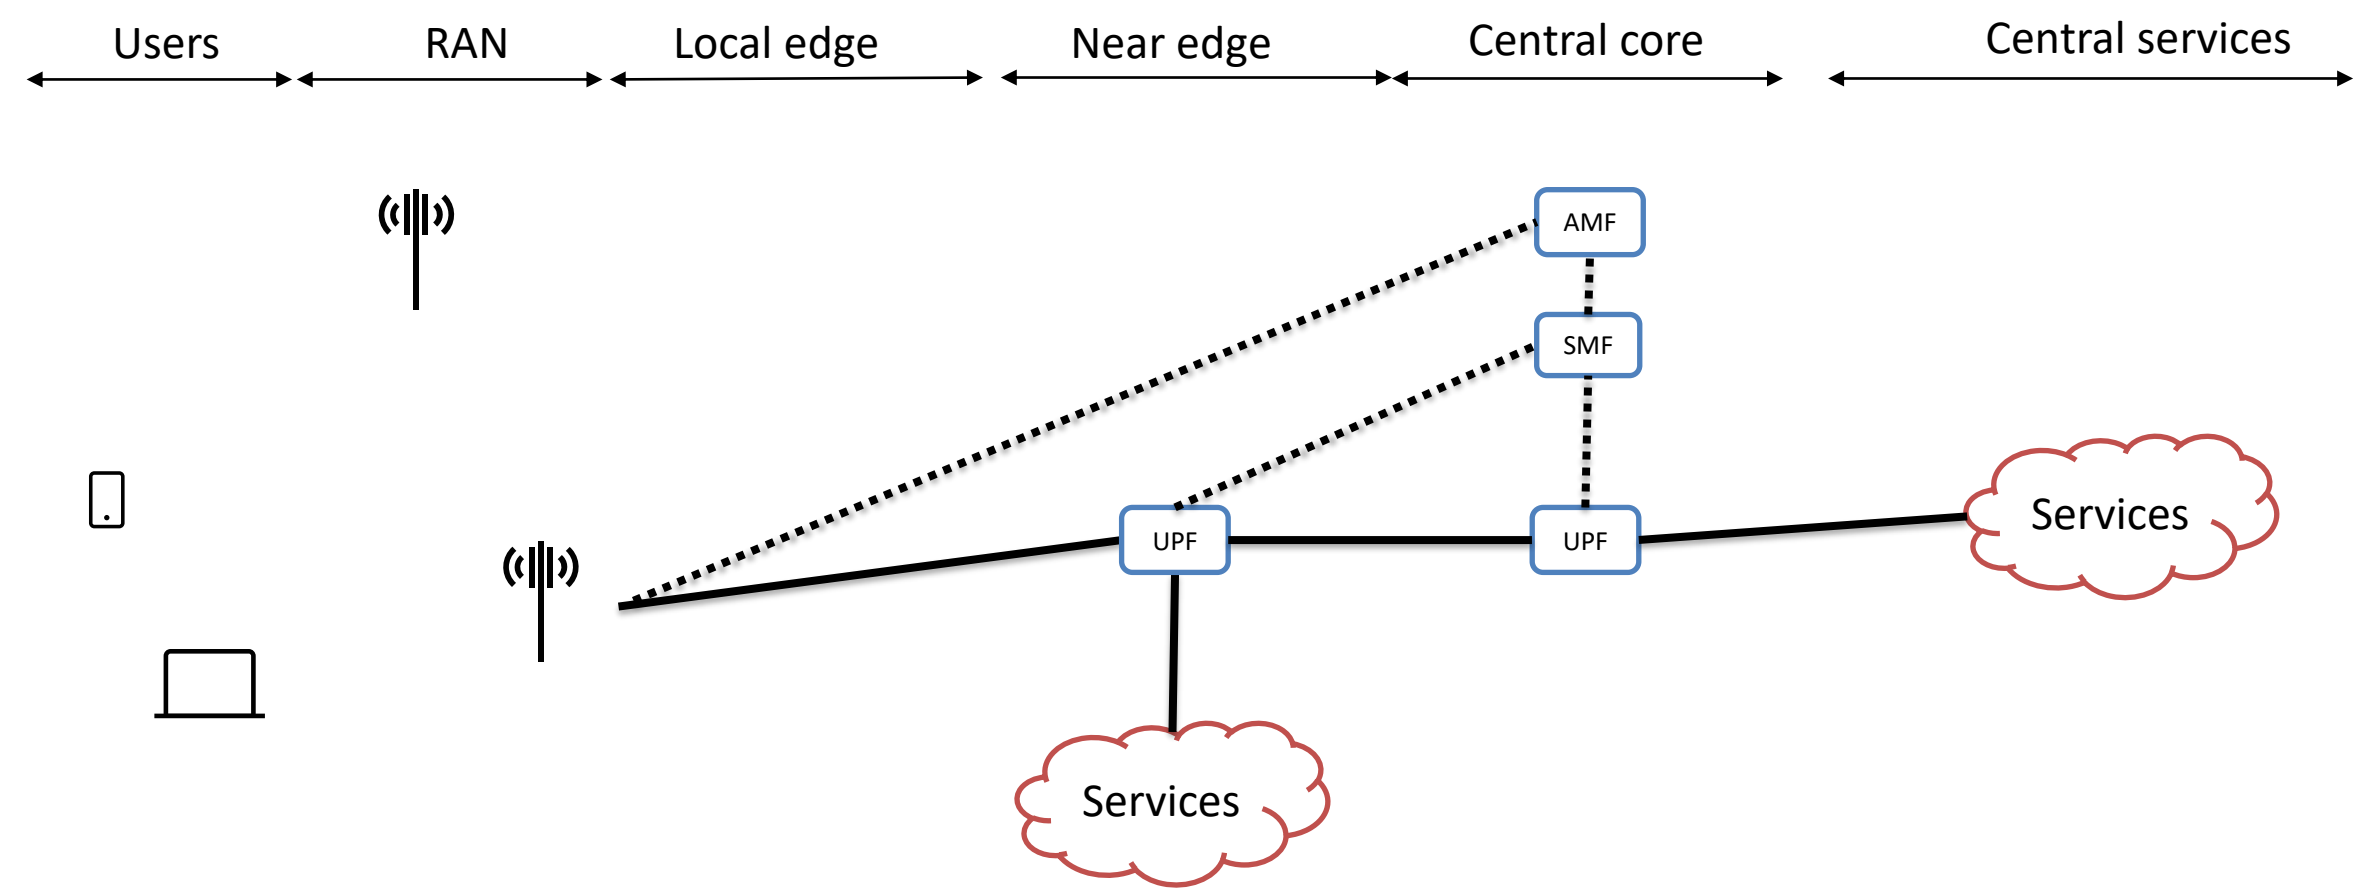 Users
RAN
Local edge
Near edge
Central core
Central services
AMF
SMF
UPF
UPF
Services
Services